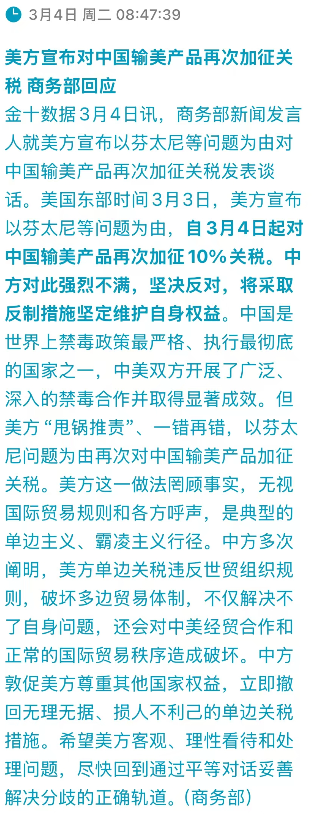 3月4日 周二 08:47:39
美方宣布对中国输美产品再次加征关
税 商务部回应
金十数据3月4日讯，商务部新闻发言
人就美方宣布以芬太尼等问题为由对
中国输美产品再次加征关税发表谈
话。美国东部时间3月3日，美方宣布
以芬太尼等问题为由，自3月4日起对
中国输美产品再次加征10%关税。中
方对此强烈不满，坚决反对，将采取
反制措施坚定维护自身权益。中国是
世界上禁毒政策最严格、执行最彻底
的国家之一，中美双方开展了广泛、
深入的禁毒合作并取得显著成效。但
美方“甩锅推责”、一错再错，以芬太
尼问题为由再次对中国输美产品加征
关税。美方这一做法罔顾事实，无视
国际贸易规则和各方呼声，是典型的
单边主义、霸凌主义行径。中方多次
阐明，美方单边关税违反世贸组织规
则，破坏多边贸易体制，不仅解决不
了自身问题，还会对中美经贸合作和
正常的国际贸易秩序造成破坏。中方
敦促美方尊重其他国家权益，立即撤
回无理无据、损人不利己的单边关税
措施。希望美方客观、理性看待和处
理问题，尽快回到通过平等对话妥善
解决分歧的正确轨道。（商务部）